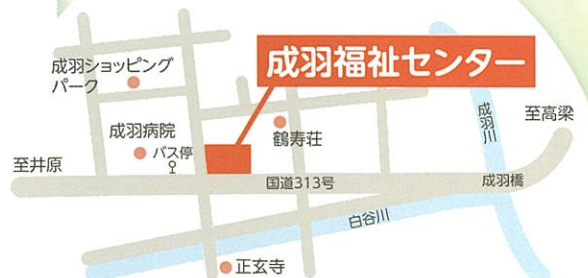 成羽福祉センター
成羽ショッピング
パーク
成羽病院
バス停
鶴寿荘
成羽川
至高梁
至井原
国道313号
成羽橋
白谷川
正玄寺